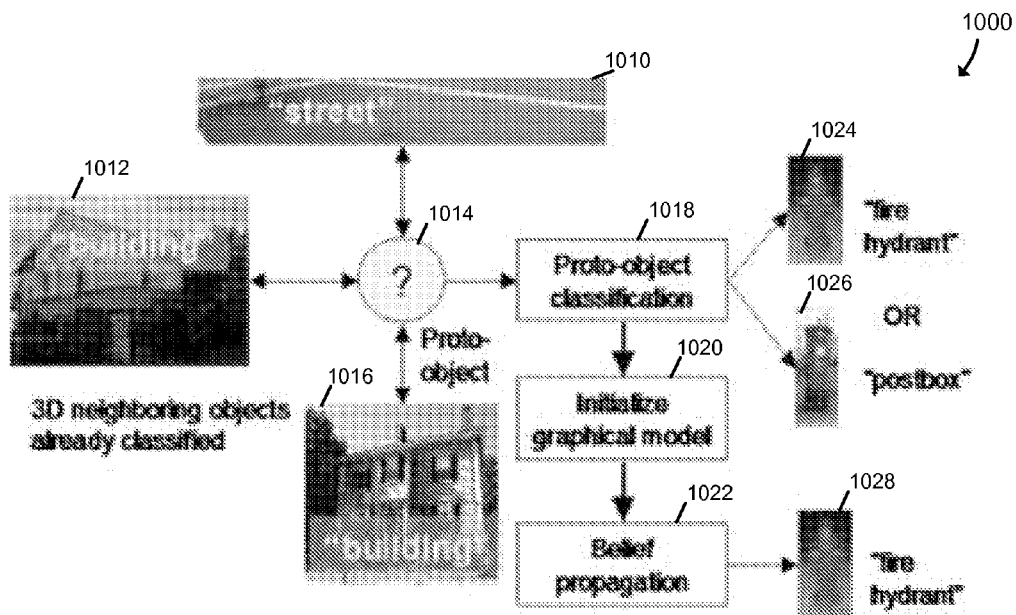 1000
1010
"street"
1012
"building"
1014
?
1018
Proto-object
classification
1024
"fire
hydrant"
1026
OR
"postbox"
Proto-
object
1016
"building"
3D neighboring objects
already classified
1020
Initialize
graphical model
1022
Belief
propagation
1028
"fire
hydrant"